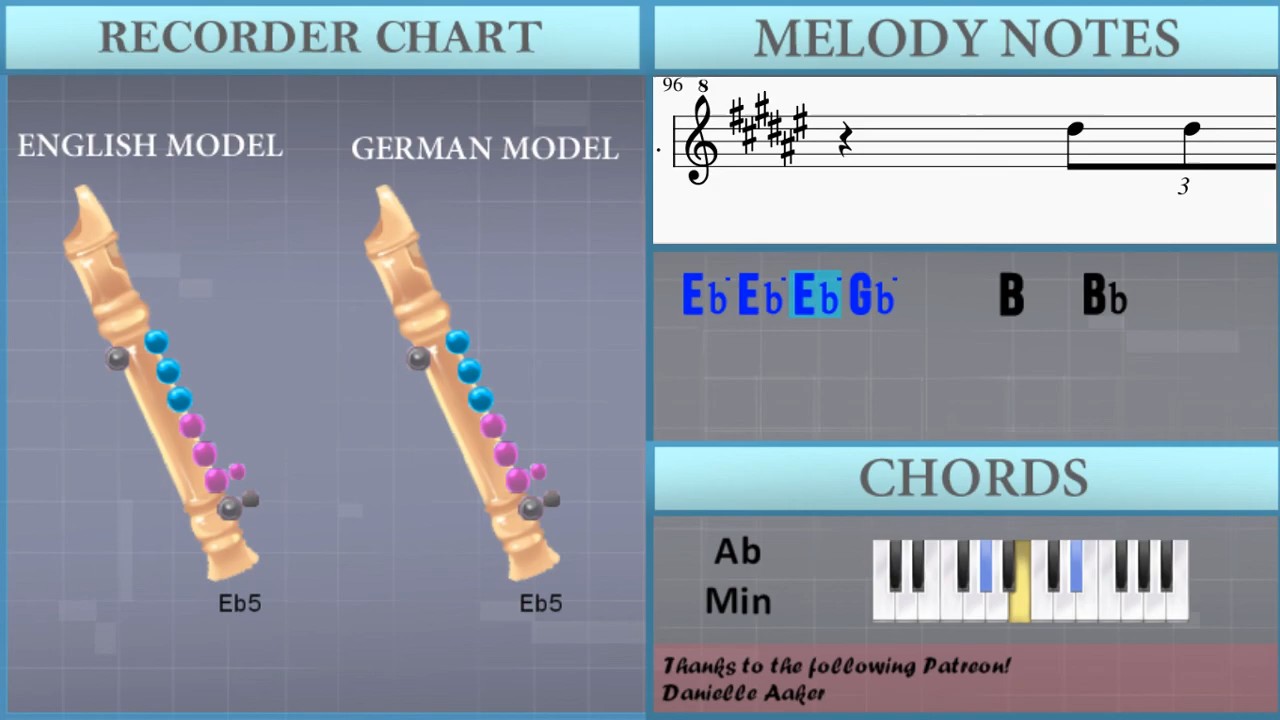 RECORDER CHART
ENGLISH MODEL
GERMAN MODEL
Eb5
Eb5
MELODY NOTES
96
8
3
Eb˙ Eb˙ Eb˙ Gb˙ B Bb
CHORDS
Ab
Min
Thanks to the following Patreon!
Danielle Aaker